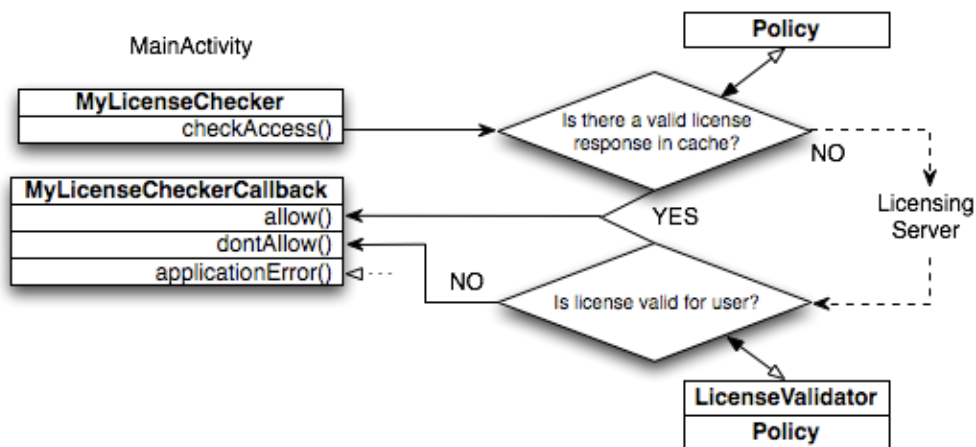 MainActivity
MyLicenseChecker
checkAccess()
MyLicenseCheckerCallback
allow()
dontAllow()
applicationError()
Policy
Is there a valid license
response in cache?
NO
YES
Licensing
Server
NO
Is license valid for user?
LicenseValidator
Policy